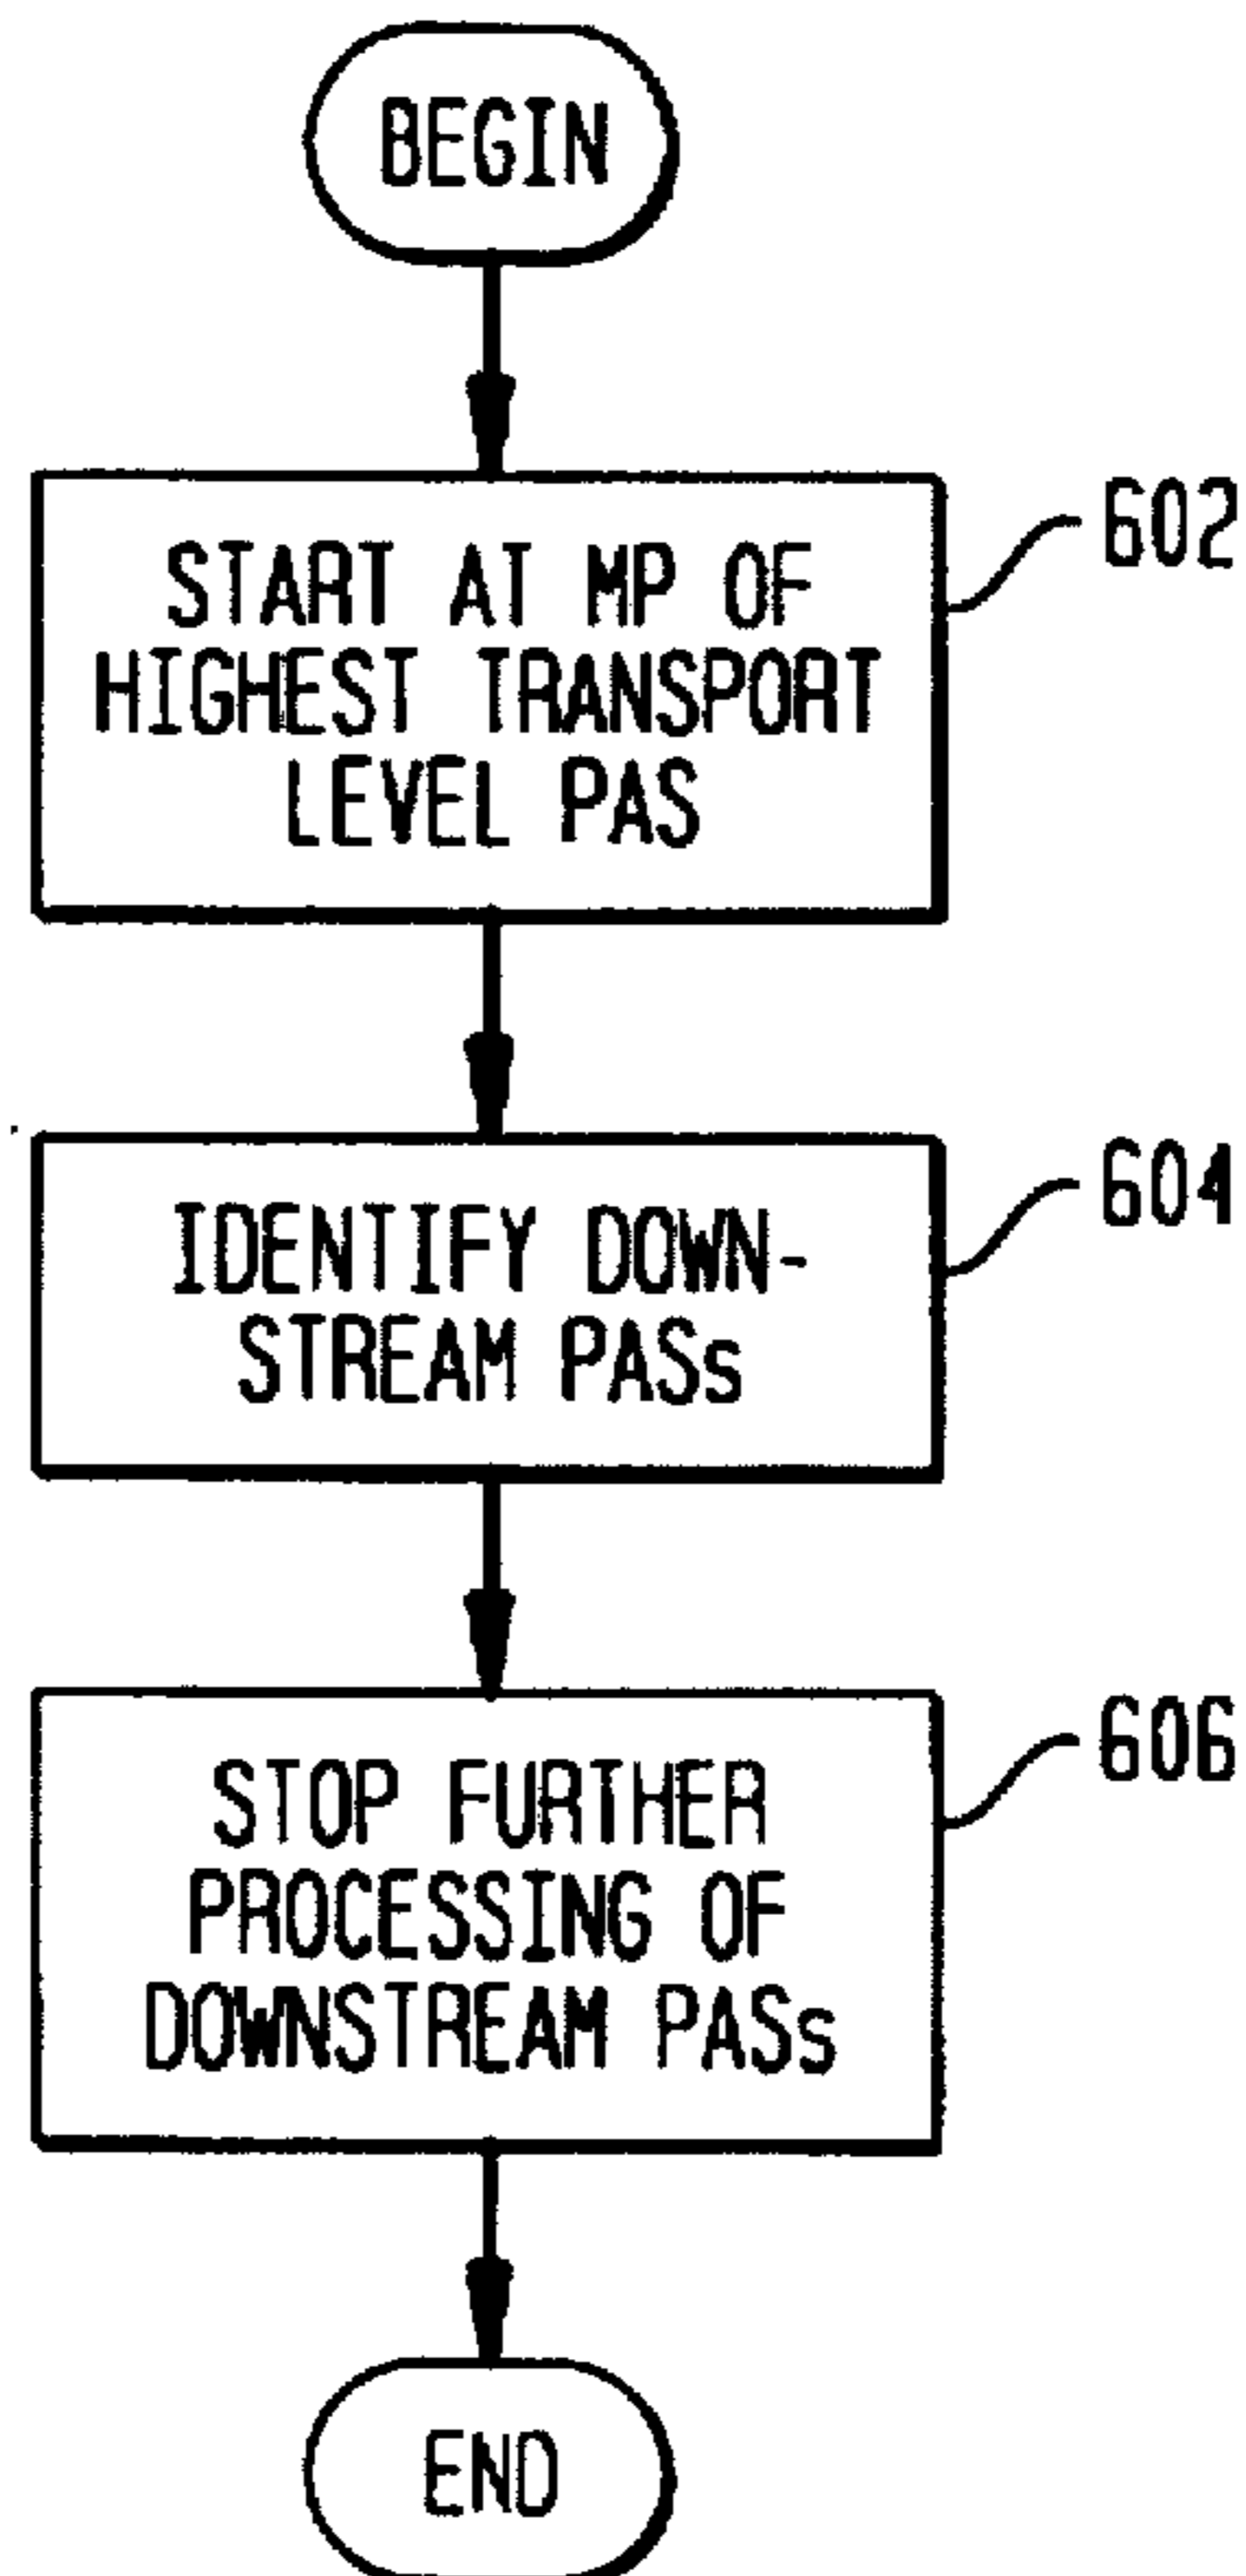 BEGIN
START AT MP OF
HIGHEST TRANSPORT
LEVEL PAS
602
IDENTIFY DOWN-
STREAM PASs
604
STOP FURTHER
PROCESSING OF
DOWNSTREAM PASs
606
END